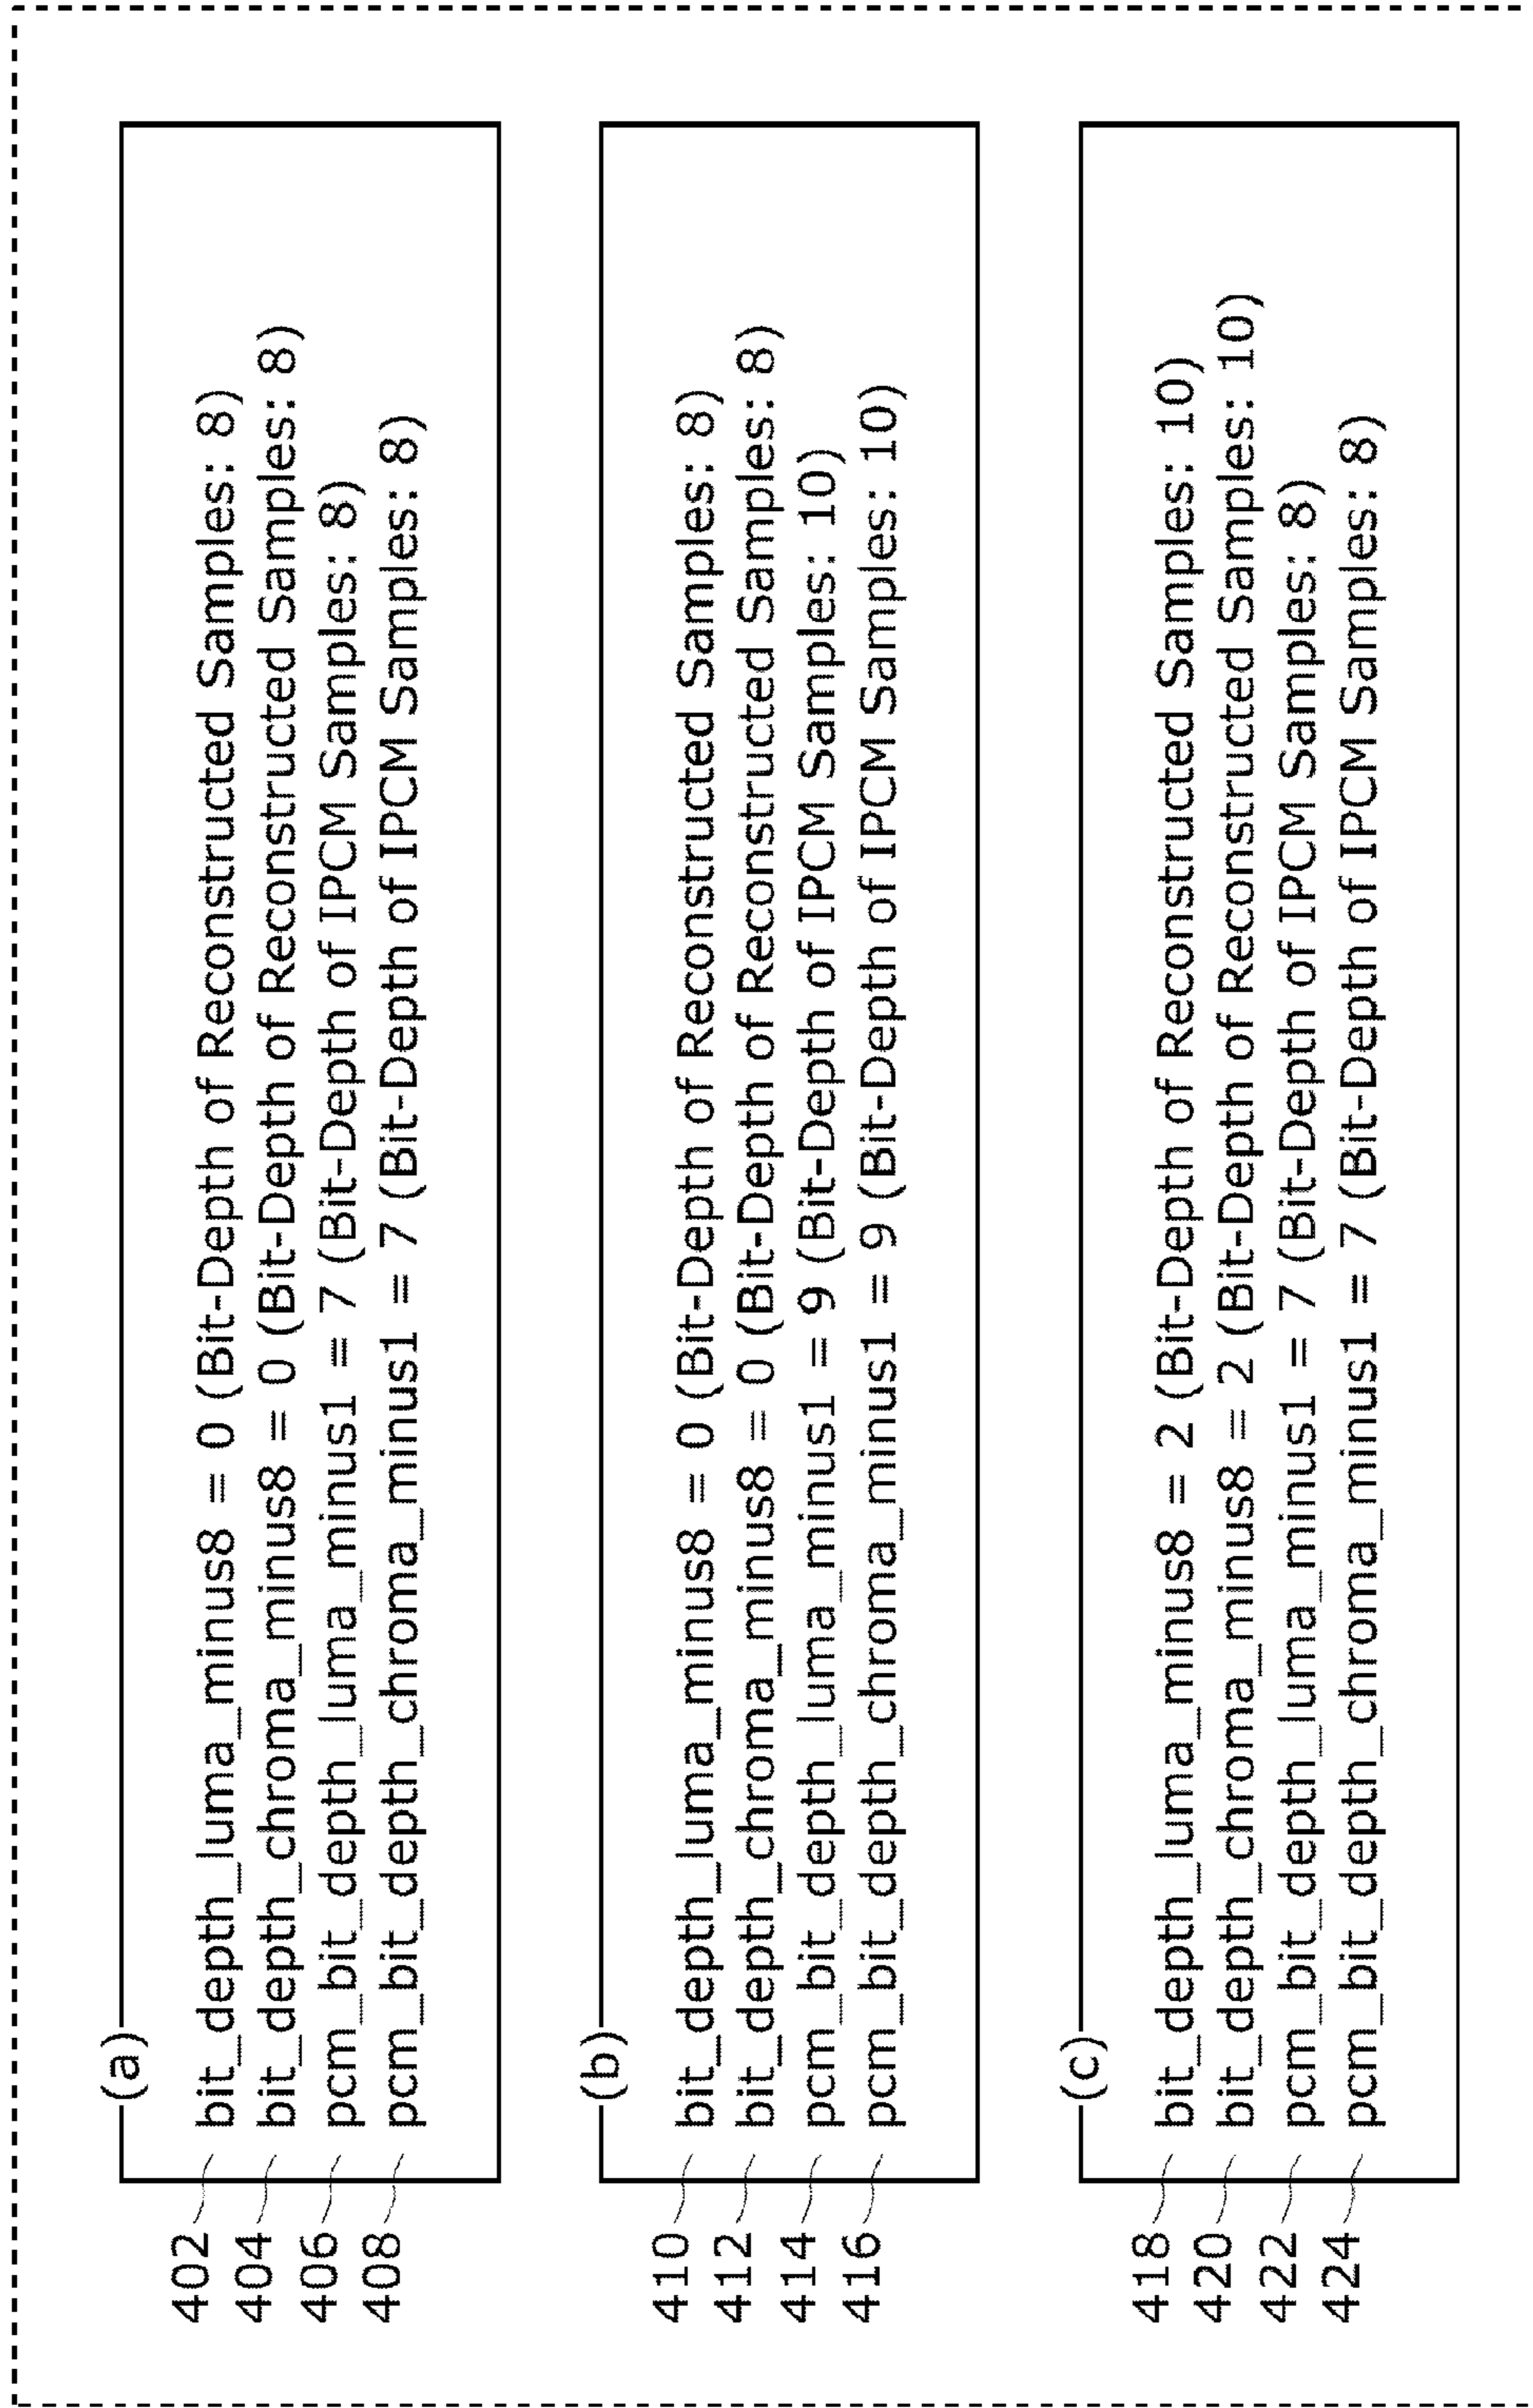 (a)
402 bit_depth_luma_minus8 = 0 (Bit-Depth of Reconstructed Samples: 8)
404 bit_depth_chroma_minus8 = 0 (Bit-Depth of Reconstructed Samples: 8)
406 pcm_bit_depth_luma_minus1 = 7 (Bit-Depth of IPCM Samples: 8)
408 pcm_bit_depth_chroma_minus1 = 7 (Bit-Depth of IPCM Samples: 8)
(b)
410 bit_depth_luma_minus8 = 0 (Bit-Depth of Reconstructed Samples: 8)
412 bit_depth_chroma_minus8 = 0 (Bit-Depth of Reconstructed Samples: 8)
414 pcm_bit_depth_luma_minus1 = 9 (Bit-Depth of IPCM Samples: 10)
416 pcm_bit_depth_chroma_minus1 = 9 (Bit-Depth of IPCM Samples: 10)
(c)
418 bit_depth_luma_minus8 = 2 (Bit-Depth of Reconstructed Samples: 10)
420 bit_depth_chroma_minus8 = 2 (Bit-Depth of Reconstructed Samples: 10)
422 pcm_bit_depth_luma_minus1 = 7 (Bit-Depth of IPCM Samples: 8)
424 pcm_bit_depth_chroma_minus1 = 7 (Bit-Depth of IPCM Samples: 8)